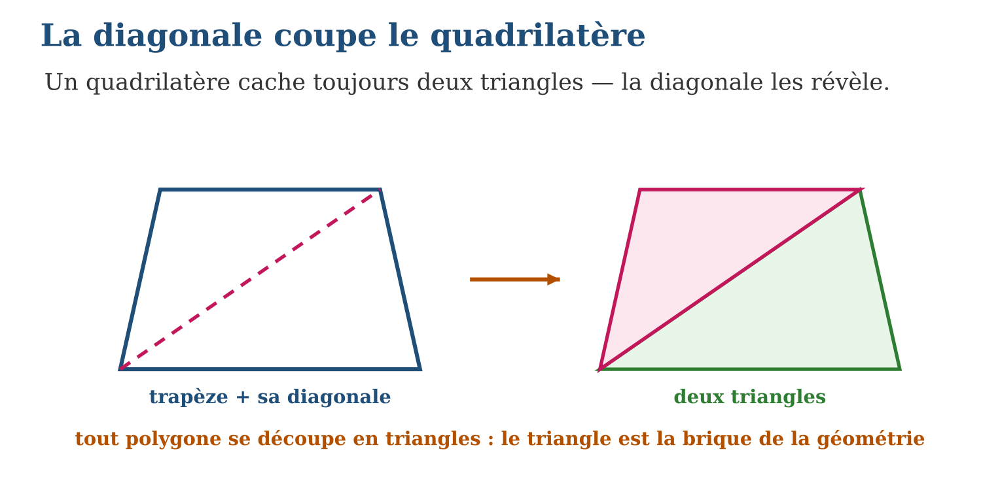 La diagonale coupe le quadrilatère
Un quadrilatère cache toujours deux triangles — la diagonale les révèle.
trapèze + sa diagonale
deux triangles
tout polygone se découpe en triangles : le triangle est la brique de la géométrie